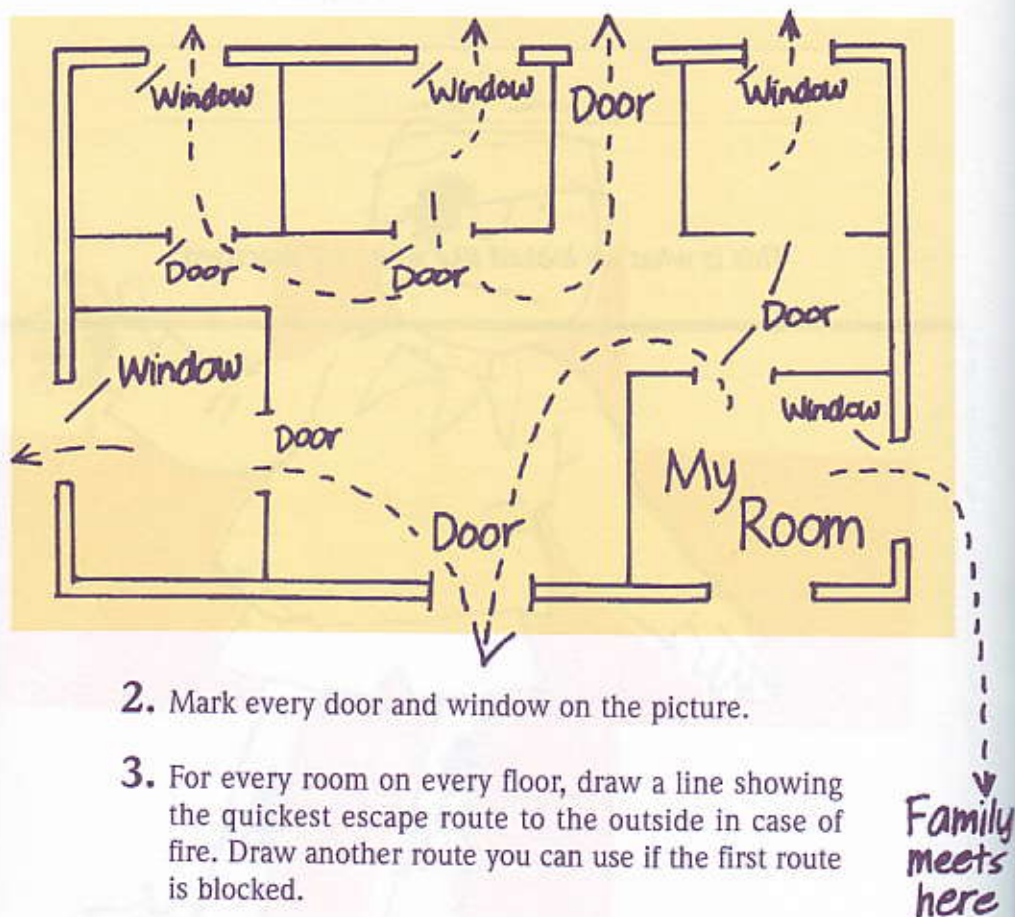 Window
Window
Door
Window
Door
Door
Door
Window
Window
Door
My
Room
Door
2. Mark every door and window on the picture.
3. For every room on every floor, draw a line showing
the quickest escape route to the outside in case of
fire. Draw another route you can use if the first route
is blocked.
Family
meets
here